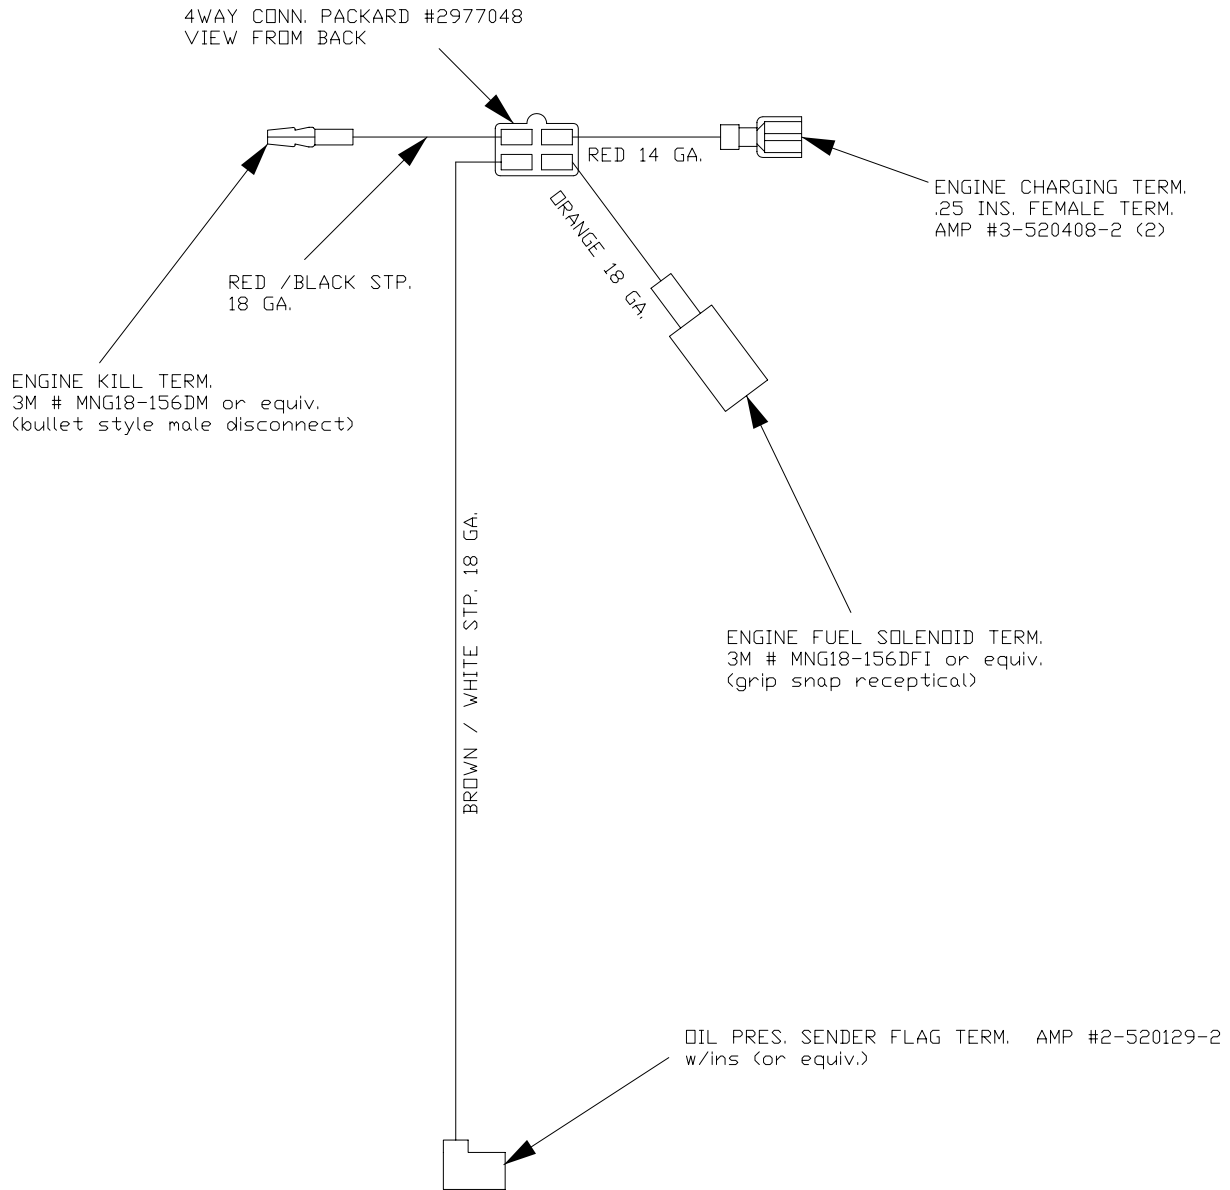 4WAY CONN. PACKARD #2977048
VIEW FROM BACK
RED 14 GA.
ENGINE CHARGING TERM.
.25 INS. FEMALE TERM.
AMP #3-520408-2 (2)
ORANGE 18 GA.
RED /BLACK STP.
18 GA.
ENGINE KILL TERM.
3M # MNG18-156DM or equiv.
(bullet style male disconnect)
BROWN / WHITE STP. 18 GA.
ENGINE FUEL SOLENOID TERM.
3M # MNG18-156DFI or equiv.
(grip snap receptical)
OIL PRES. SENDER FLAG TERM. AMP #2-520129-2
w/ins (or equiv.)